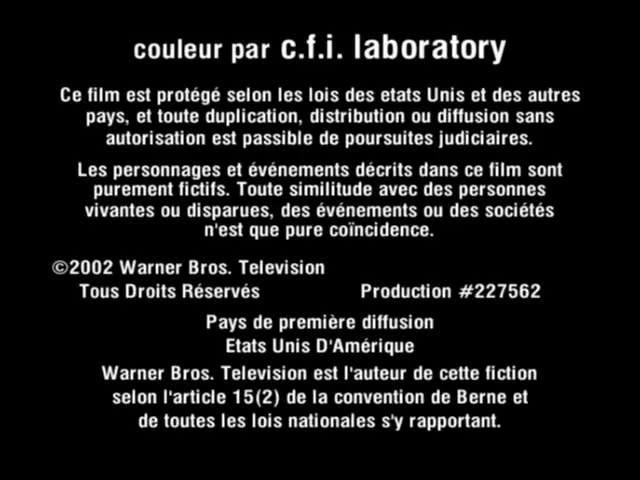 couleur par c.f.i. laboratory
Ce film est protégé selon les lois des etats Unis et des autres
pays, et toute duplication, distribution ou diffusion sans
autorisation est passible de poursuites judiciaires.
Les personnages et événements décrits dans ce film sont
purement fictifs. Toute similitude avec des personnes
vivantes ou disparues, des événements ou des sociétés
n'est que pure coïncidence.
©2002 Warner Bros. Television
Tous Droits Réservés Production #227562
Pays de première diffusion
Etats Unis D'Amérique
Warner Bros. Television est l'auteur de cette fiction
selon l'article 15(2) de la convention de Berne et
de toutes les lois nationales s'y rapportant.